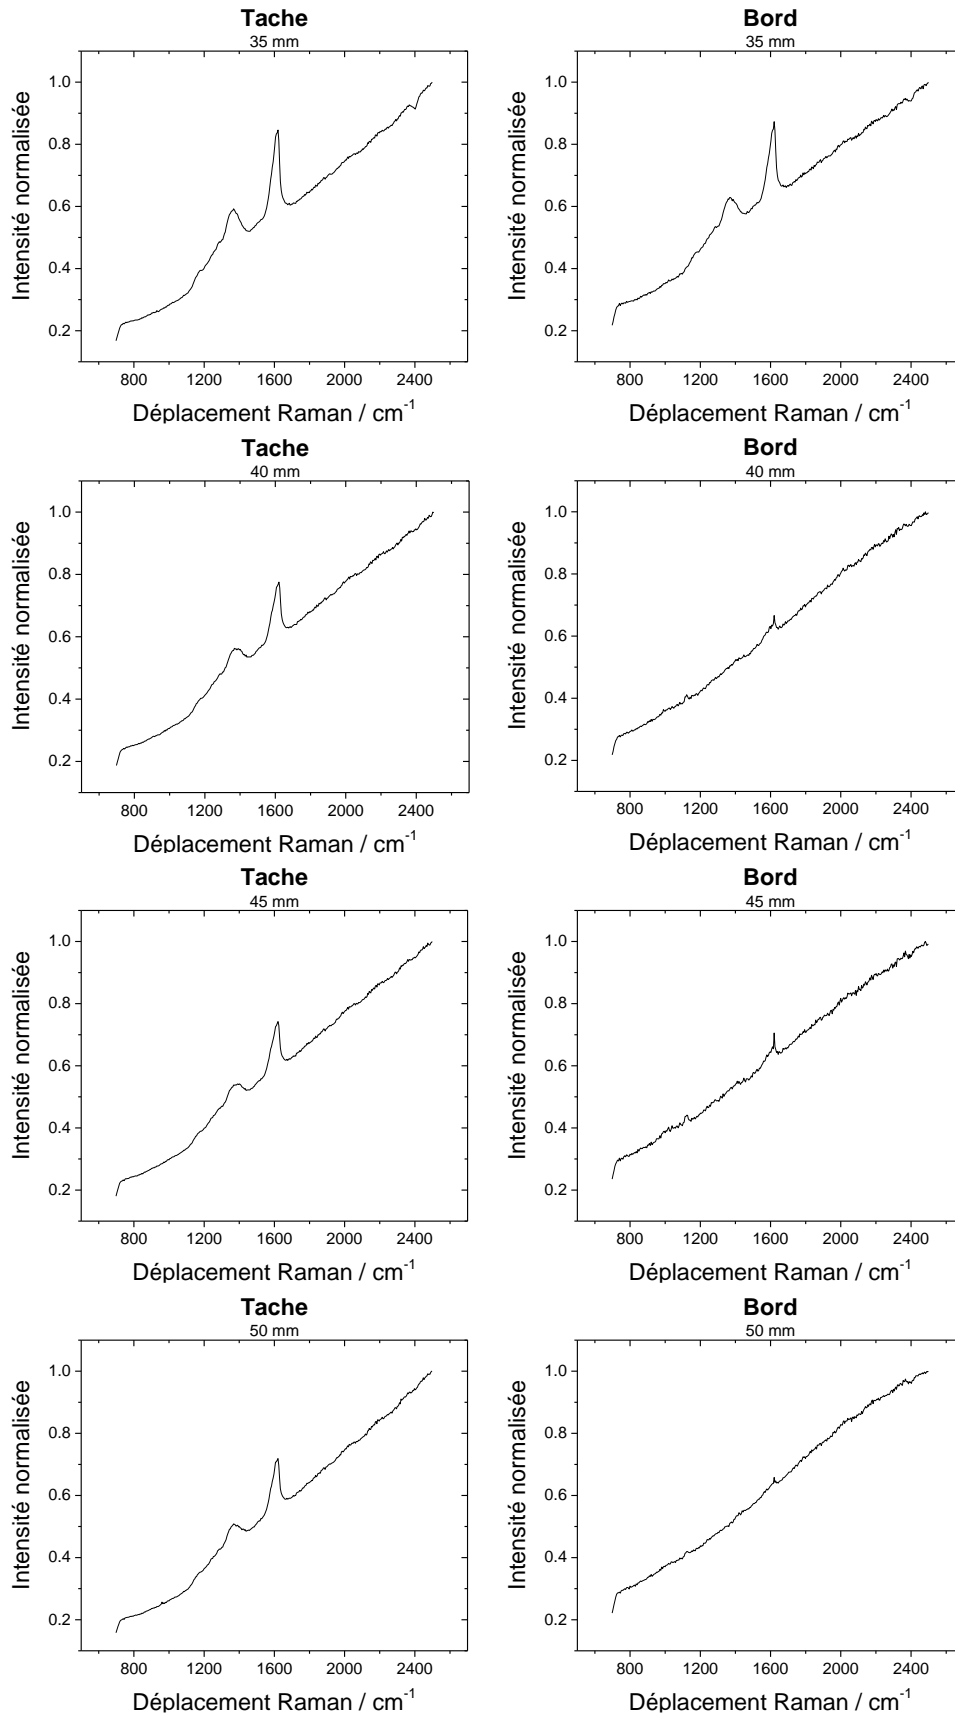 Tache
35 mm
1.0
0.8
0.6
0.4
0.2
Intensité normalisée
800 1200 1600 2000 2400
Déplacement Raman / cm-1
Bord
35 mm
1.0
0.8
0.6
0.4
0.2
Intensité normalisée
800 1200 1600 2000 2400
Déplacement Raman / cm-1
Tache
40 mm
1.0
0.8
0.6
0.4
0.2
Intensité normalisée
800 1200 1600 2000 2400
Déplacement Raman / cm-1
Bord
40 mm
1.0
0.8
0.6
0.4
0.2
Intensité normalisée
800 1200 1600 2000 2400
Déplacement Raman / cm-1
Tache
45 mm
1.0
0.8
0.6
0.4
0.2
Intensité normalisée
800 1200 1600 2000 2400
Déplacement Raman / cm-1
Bord
45 mm
1.0
0.8
0.6
0.4
0.2
Intensité normalisée
800 1200 1600 2000 2400
Déplacement Raman / cm-1
Tache
50 mm
1.0
0.8
0.6
0.4
0.2
Intensité normalisée
800 1200 1600 2000 2400
Déplacement Raman / cm-1
Bord
50 mm
1.0
0.8
0.6
0.4
0.2
Intensité normalisée
800 1200 1600 2000 2400
Déplacement Raman / cm-1